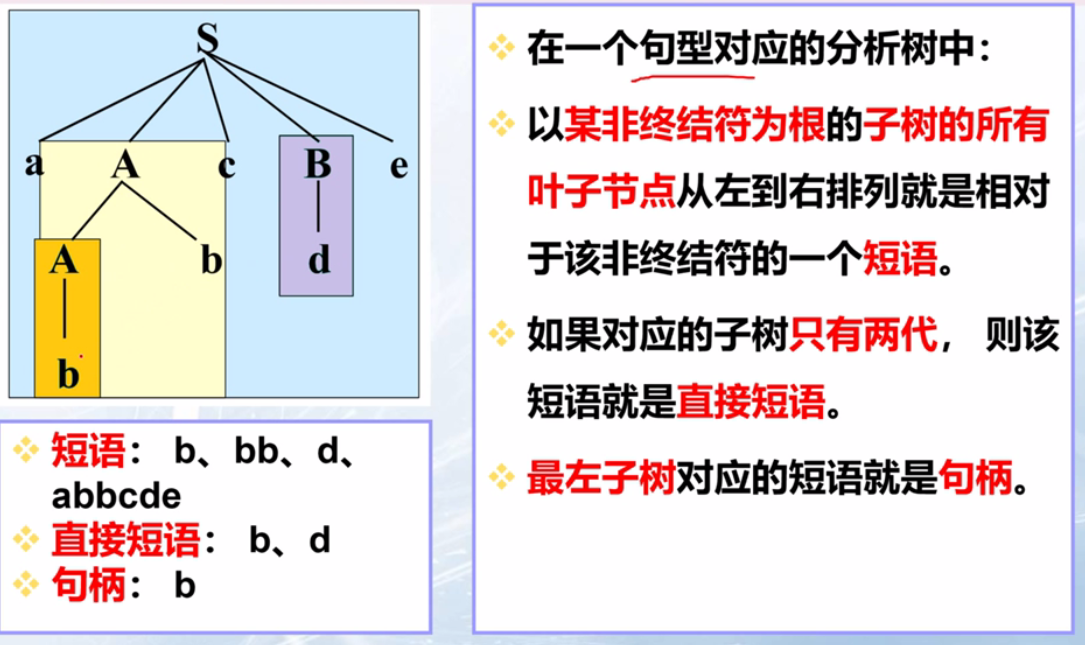 S
a A c B e
A b d
b
短语： b、bb、d、
abbcde
直接短语： b、d
句柄： b
在一个句型对应的分析树中：
以某非终结符为根的子树的所有
叶子节点从左到右排列就是相对
于该非终结符的一个短语。
如果对应的子树只有两代， 则该
短语就是直接短语。
最左子树对应的短语就是句柄。